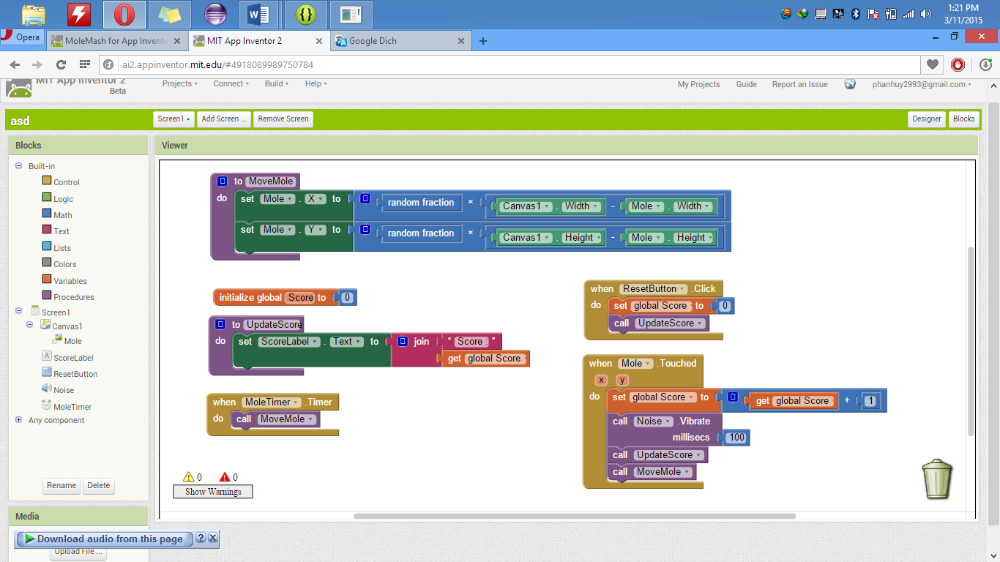 1:21 PM
3/11/2015
Opera
MoleMash for App Invento
MIT App Inventor 2
Google Dịch
ai2.appinventor.mit.edu/#4918089989750784
MIT App Inventor 2
Beta
Projects
Connect
Build
Help
My Projects
Guide
Report an Issue
phanhuy2993@gmail.com
asd
Screen1
Add Screen ...
Remove Screen
Designer
Blocks
Blocks
Built-in
Control
Logic
Math
Text
Lists
Colors
Variables
Procedures
Screen1
Canvas1
Mole
ScoreLabel
ResetButton
Noise
MoleTimer
Any component
Rename
Delete
Media
Upload File ...
Download audio from this page ? X
Viewer
to MoveMole
do set Mole . X to random fraction × Canvas1 . Width - Mole . Width
set Mole . Y to random fraction × Canvas1 . Height - Mole . Height
initialize global Score to 0
to UpdateScore
do set ScoreLabel . Text to join " Score : "
get global Score
when MoleTimer .Timer
do call MoveMole
0 0
Show Warnings
when ResetButton .Click
do set global Score to 0
call UpdateScore
when Mole .Touched
x y
do set global Score to get global Score + 1
call Noise .Vibrate
millisecs 100
call UpdateScore
call MoveMole